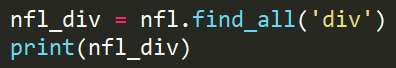 nfl_div = nfl.find_all('div')
print(nfl_div)